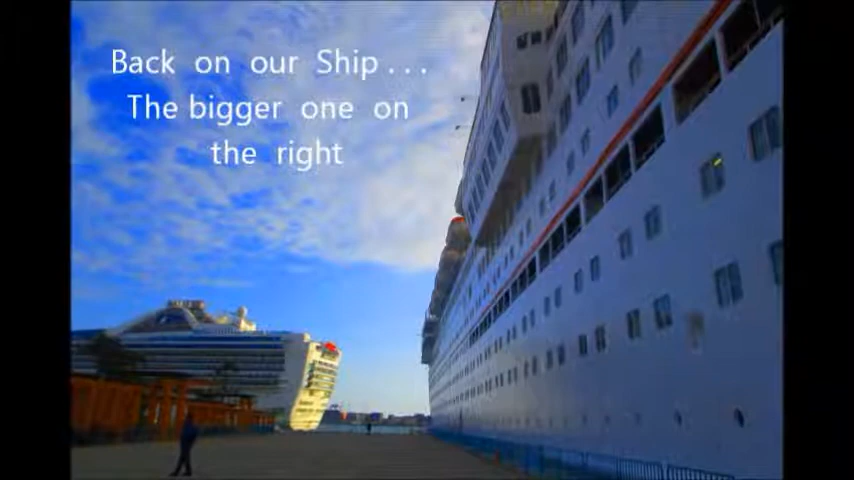 Back on our Ship . . .
The bigger one on
the right